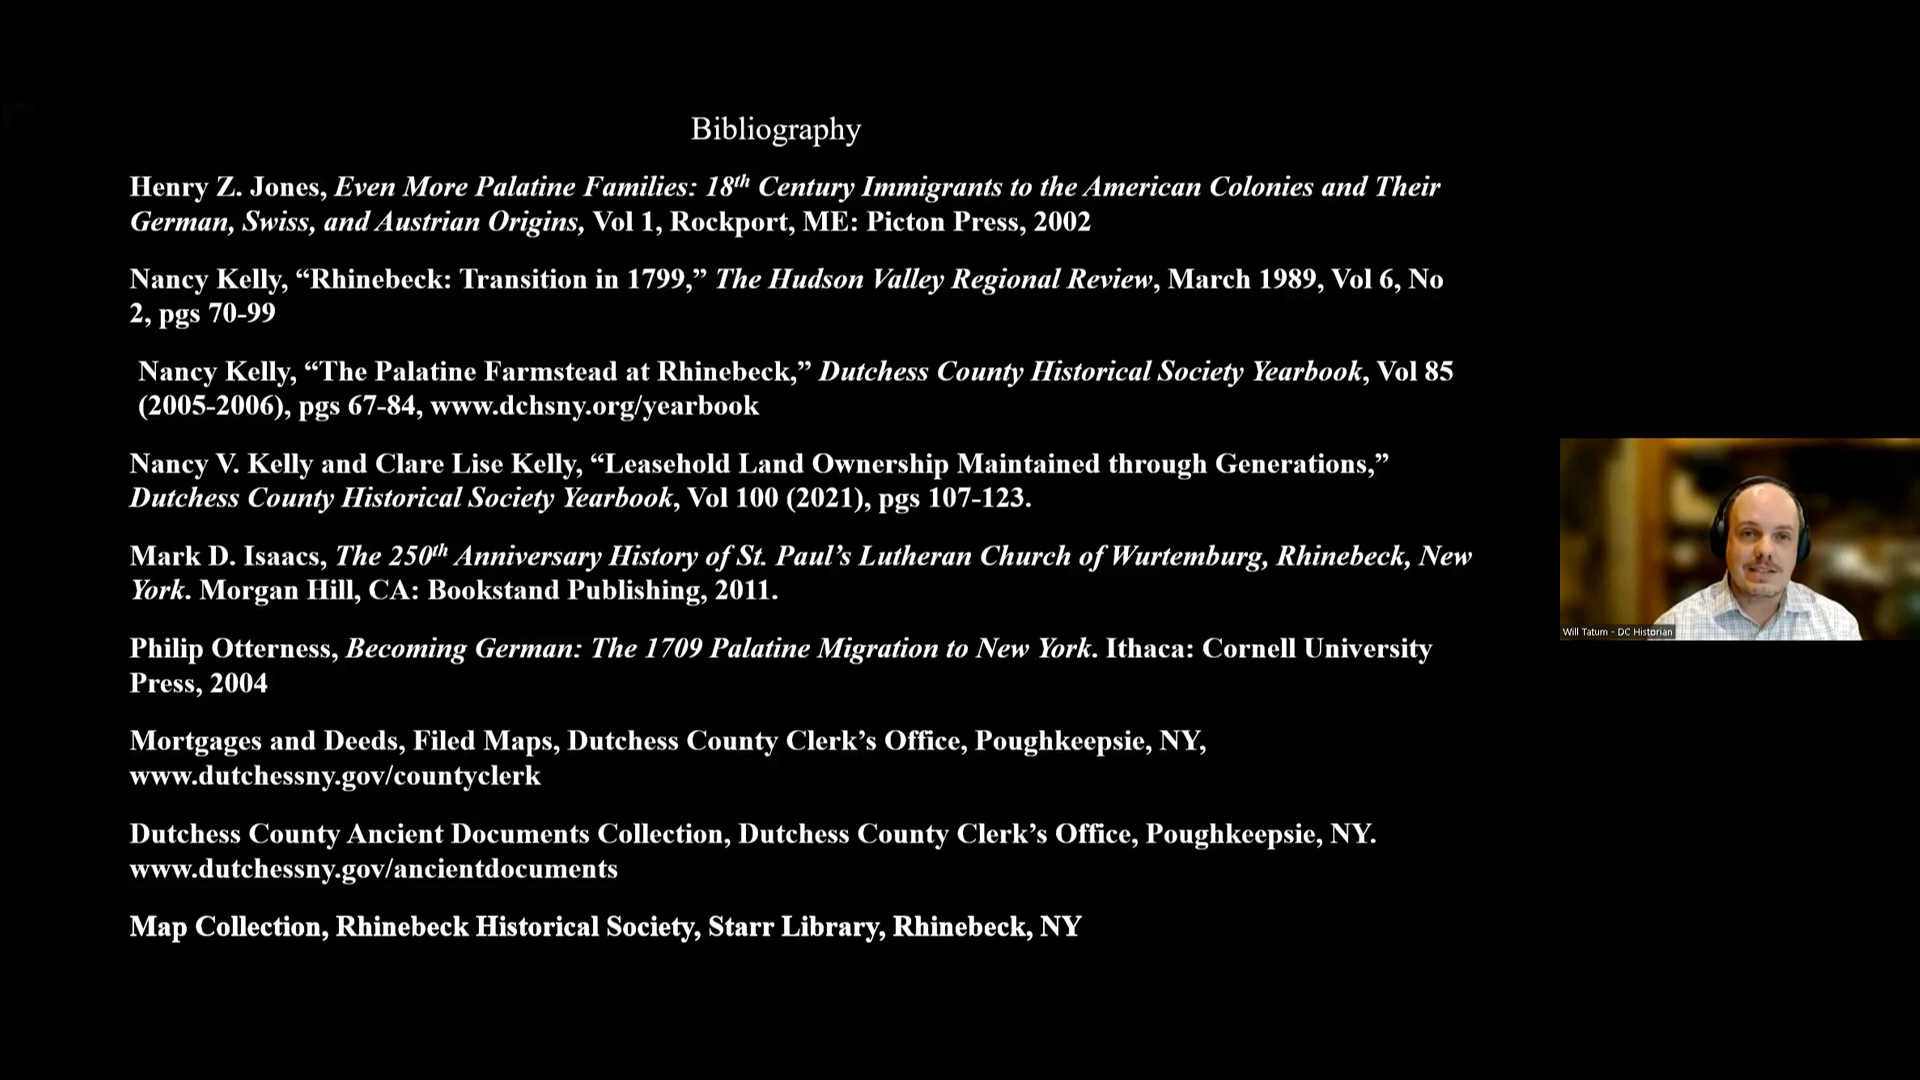 Bibliography
Henry Z. Jones, Even More Palatine Families: 18th Century Immigrants to the American Colonies and Their
German, Swiss, and Austrian Origins, Vol 1, Rockport, ME: Picton Press, 2002
Nancy Kelly, “Rhinebeck: Transition in 1799,” The Hudson Valley Regional Review, March 1989, Vol 6, No
2, pgs 70-99
Nancy Kelly, “The Palatine Farmstead at Rhinebeck,” Dutchess County Historical Society Yearbook, Vol 85
(2005-2006), pgs 67-84, www.dchsny.org/yearbook
Nancy V. Kelly and Clare Lise Kelly, “Leasehold Land Ownership Maintained through Generations,”
Dutchess County Historical Society Yearbook, Vol 100 (2021), pgs 107-123.
Mark D. Isaacs, The 250th Anniversary History of St. Paul’s Lutheran Church of Wurtemburg, Rhinebeck, New
York. Morgan Hill, CA: Bookstand Publishing, 2011.
Philip Otterness, Becoming German: The 1709 Palatine Migration to New York. Ithaca: Cornell University
Press, 2004
Mortgages and Deeds, Filed Maps, Dutchess County Clerk’s Office, Poughkeepsie, NY,
www.dutchessny.gov/countyclerk
Dutchess County Ancient Documents Collection, Dutchess County Clerk’s Office, Poughkeepsie, NY.
www.dutchessny.gov/ancientdocuments
Map Collection, Rhinebeck Historical Society, Starr Library, Rhinebeck, NY
Will Tatum - DC Historian